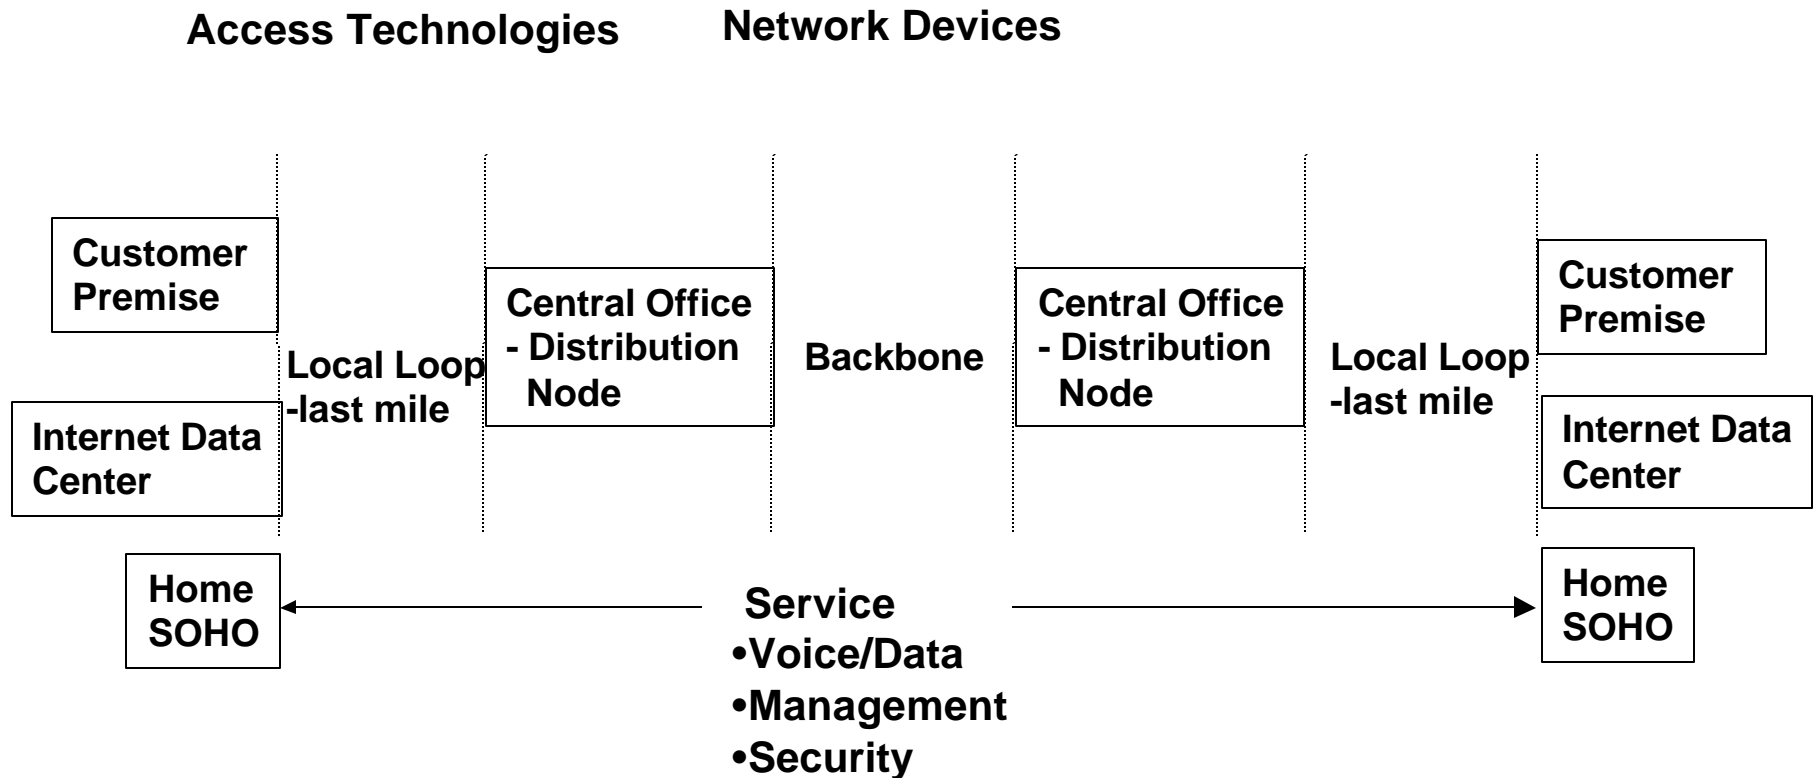 Access Technologies
Network Devices
Customer
Premise
Internet Data
Center
Home
SOHO
Local Loop
-last mile
Central Office
- Distribution
Node
Backbone
Central Office
- Distribution
Node
Local Loop
-last mile
Customer
Premise
Internet Data
Center
Home
SOHO
Service
•Voice/Data
•Management
•Security